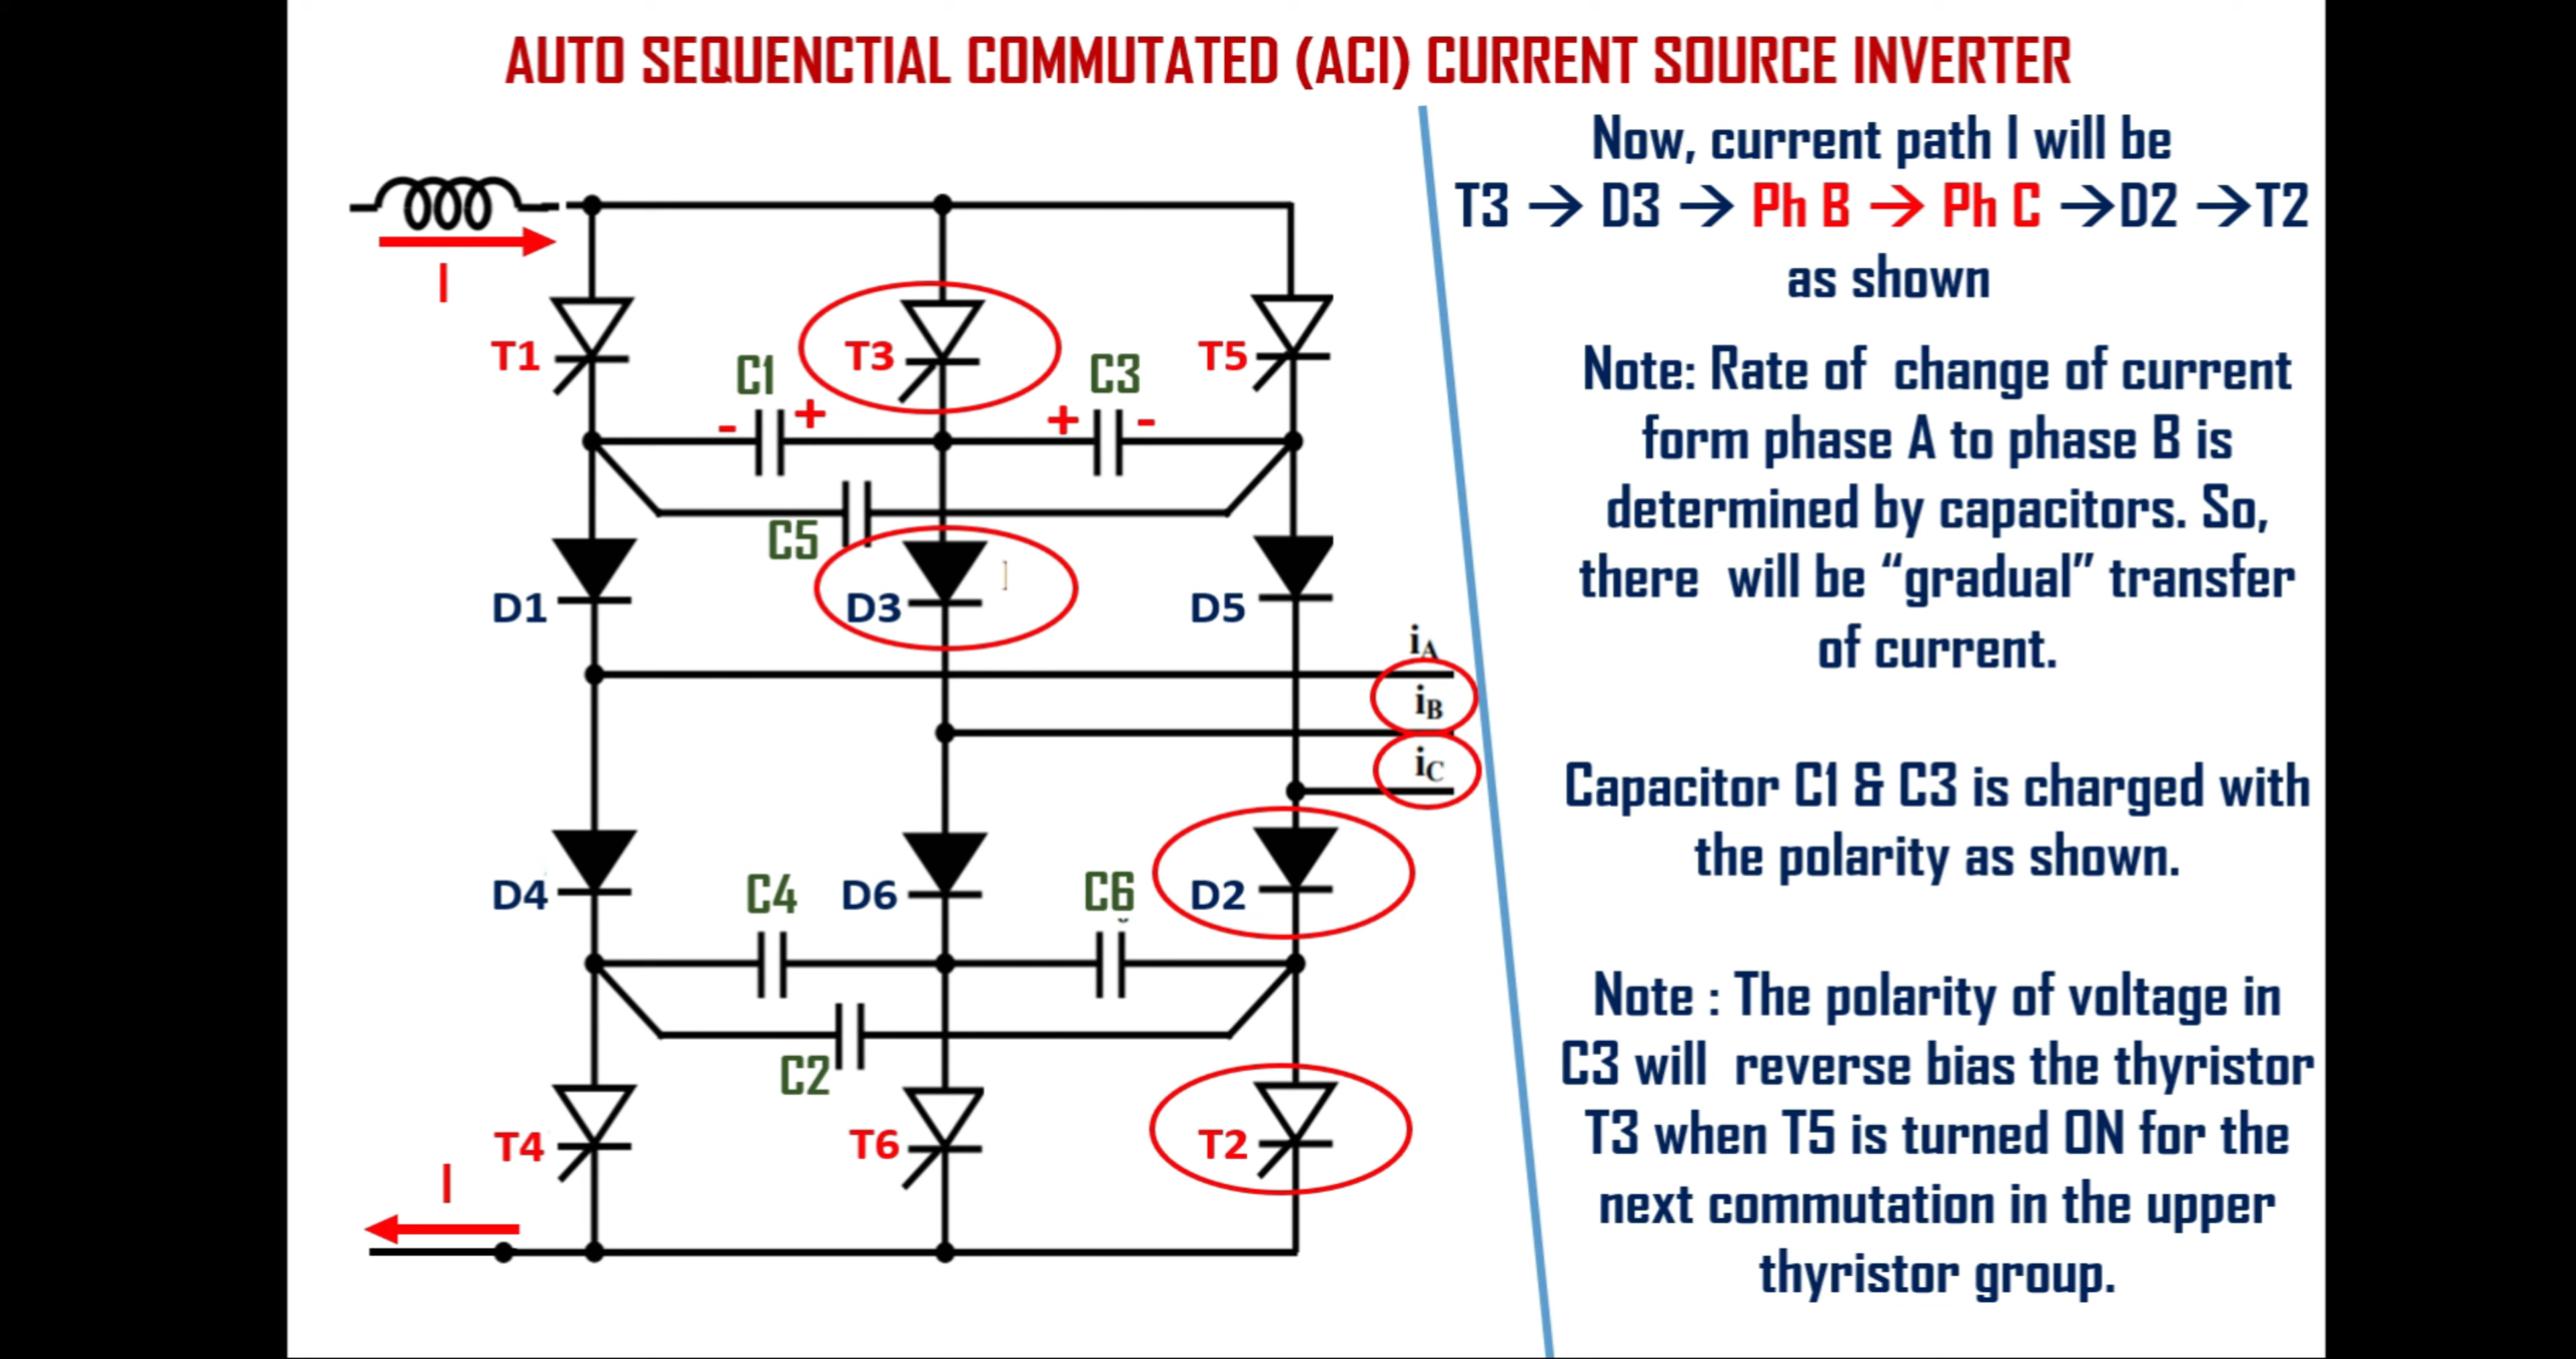 AUTO SEQUENCTIAL COMMUTATED (ACI) CURRENT SOURCE INVERTER
Now, current path I will be
T3 → D3 → Ph B → Ph C →D2 →T2
as shown
Note: Rate of change of current
form phase A to phase B is
determined by capacitors. So,
there will be “gradual” transfer
of current.
Capacitor C1 & C3 is charged with
the polarity as shown.
Note : The polarity of voltage in
C3 will reverse bias the thyristor
T3 when T5 is turned ON for the
next commutation in the upper
thyristor group.
I
T1
T3
T5
C1
C3
- +
+ -
C5
D1
D3
D5
iA
iB
iC
D4
C4
D6
C6
D2
C2
T4
T6
T2
I